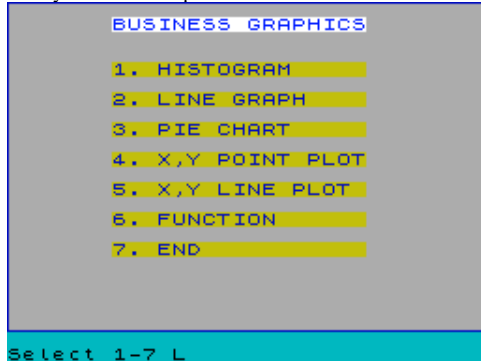 BUSINESS GRAPHICS
1. HISTOGRAM
2. LINE GRAPH
3. PIE CHART
4. X,Y POINT PLOT
5. X,Y LINE PLOT
6. FUNCTION
7. END
Select 1-7 L